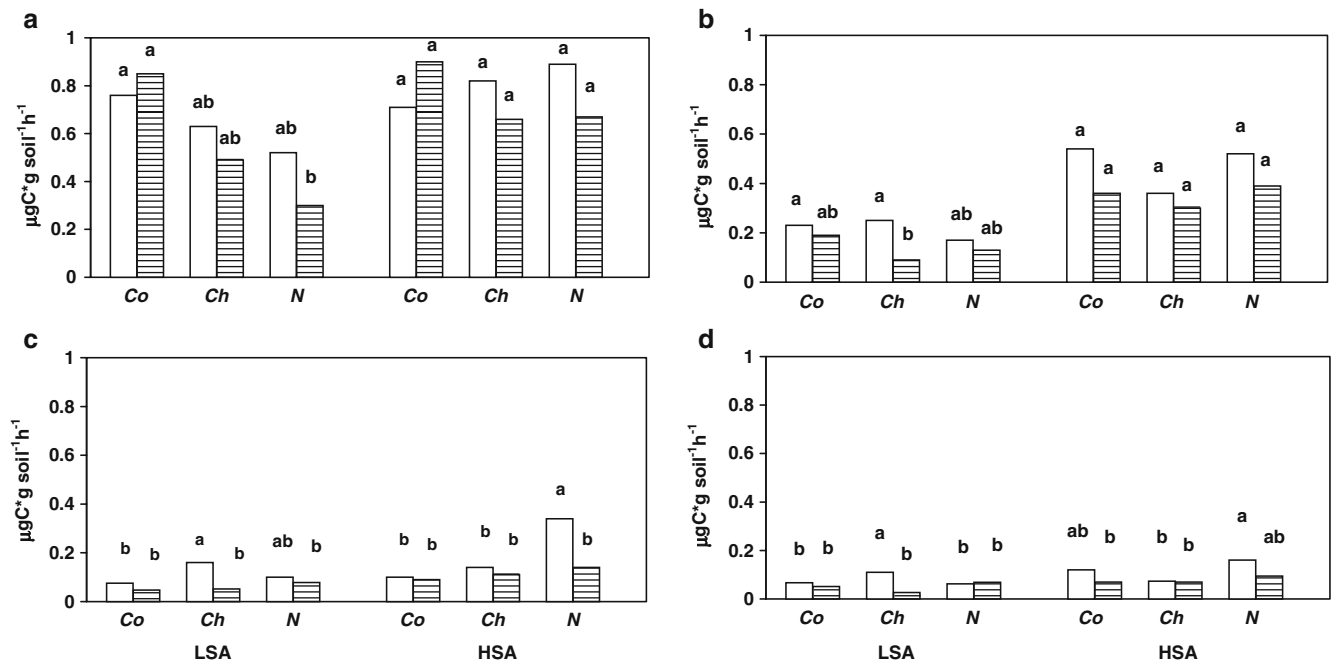 a
1
0.8
0.6
0.4
0.2
0
µgC*g soil⁻¹h⁻¹
a a ab ab ab b a a a a a a
Co Ch N Co Ch N
b
1
0.8
0.6
0.4
0.2
0
µgC*g soil⁻¹h⁻¹
a ab a b ab ab a a a a a a
Co Ch N Co Ch N
c
1
0.8
0.6
0.4
0.2
0
µgC*g soil⁻¹h⁻¹
b b a b ab b b b b b a b
Co Ch N Co Ch N
LSA HSA
d
1
0.8
0.6
0.4
0.2
0
µgC*g soil⁻¹h⁻¹
b b a b b b ab b b b a ab
Co Ch N Co Ch N
LSA HSA